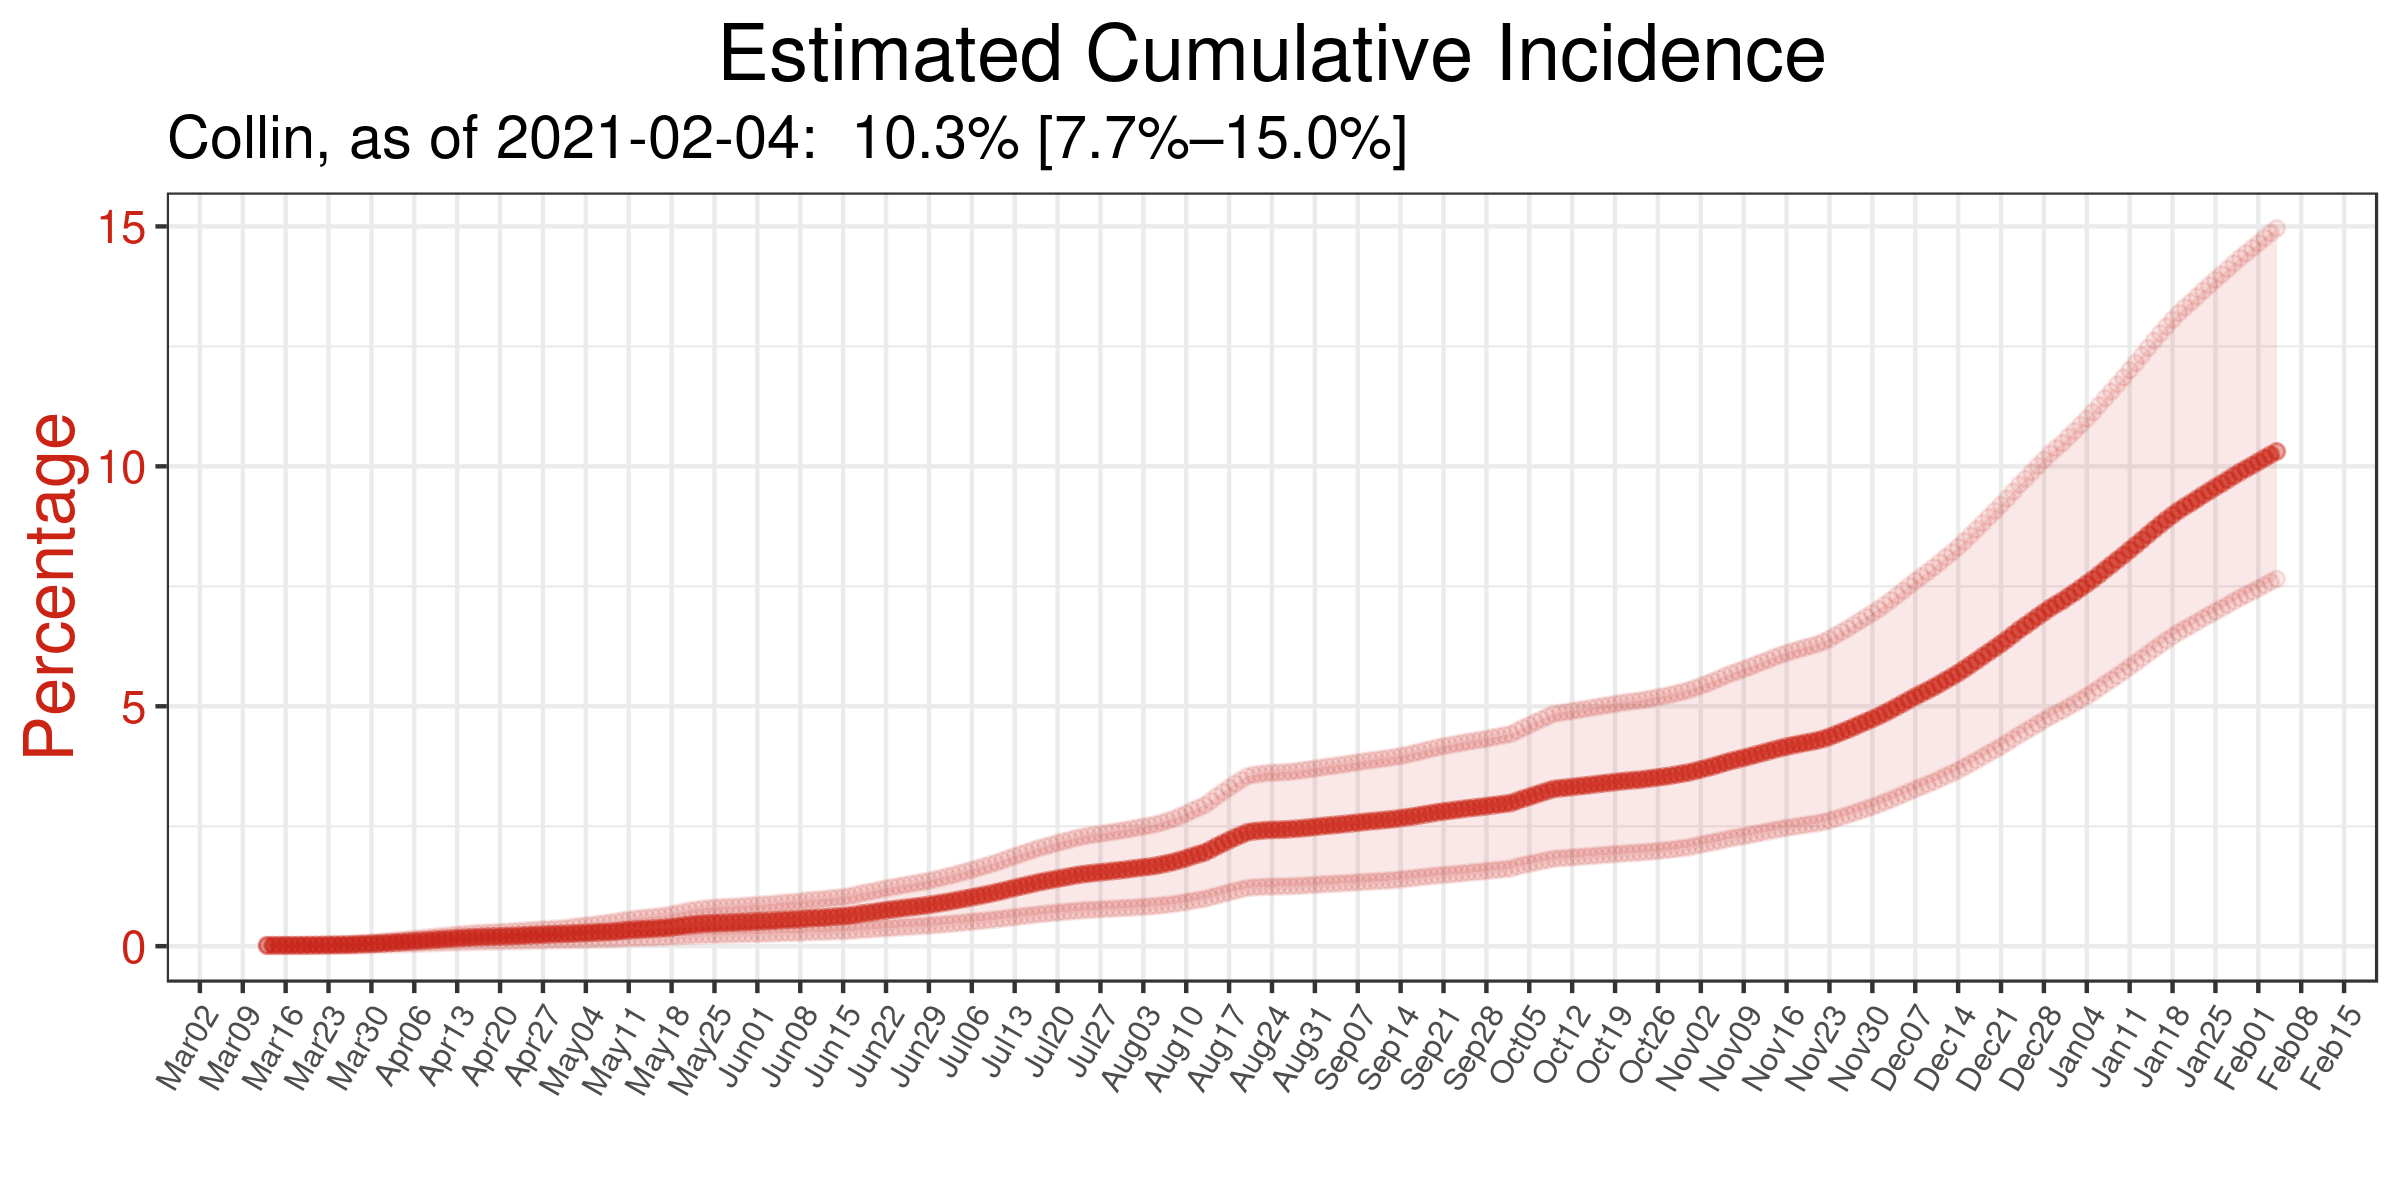 Estimated Cumulative Incidence
Collin, as of 2021-02-04:  10.3% [7.7%–15.0%]
Percentage
15
10
5
0
Mar02
Mar09
Mar16
Mar23
Mar30
Apr06
Apr13
Apr20
Apr27
May04
May11
May18
May25
Jun01
Jun08
Jun15
Jun22
Jun29
Jul06
Jul13
Jul20
Jul27
Aug03
Aug10
Aug17
Aug24
Aug31
Sep07
Sep14
Sep21
Sep28
Oct05
Oct12
Oct19
Oct26
Nov02
Nov09
Nov16
Nov23
Nov30
Dec07
Dec14
Dec21
Dec28
Jan04
Jan11
Jan18
Jan25
Feb01
Feb08
Feb15